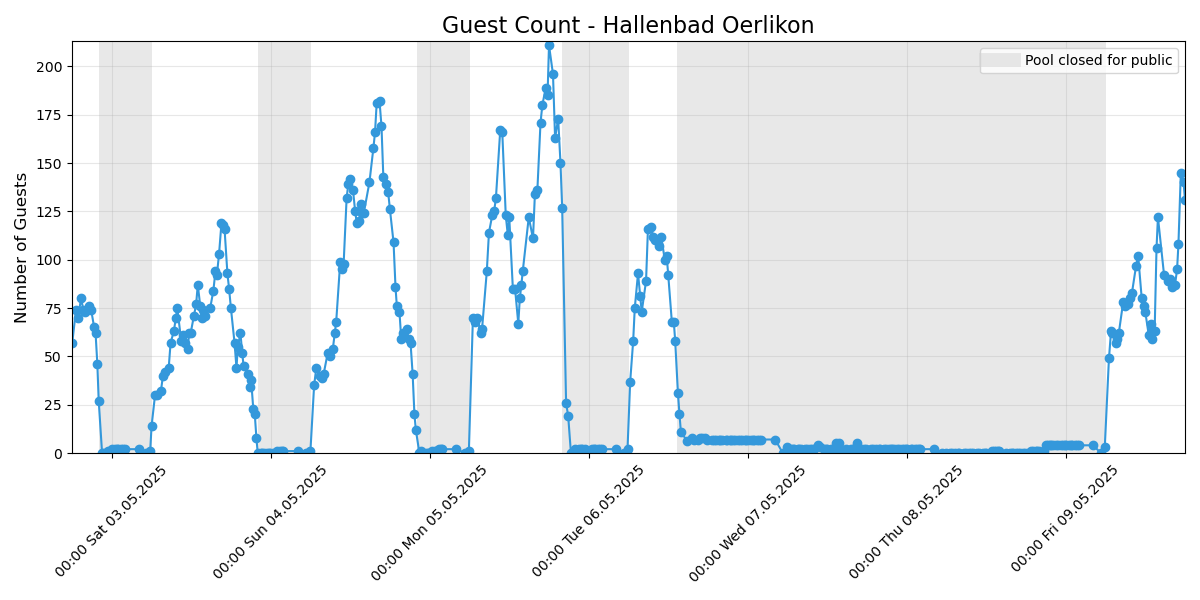 Guest Count - Hallenbad Oerlikon
Pool closed for public
Number of Guests
200
175
150
125
100
75
50
25
0
00:00 Sat 03.05.2025
00:00 Sun 04.05.2025
00:00 Mon 05.05.2025
00:00 Tue 06.05.2025
00:00 Wed 07.05.2025
00:00 Thu 08.05.2025
00:00 Fri 09.05.2025